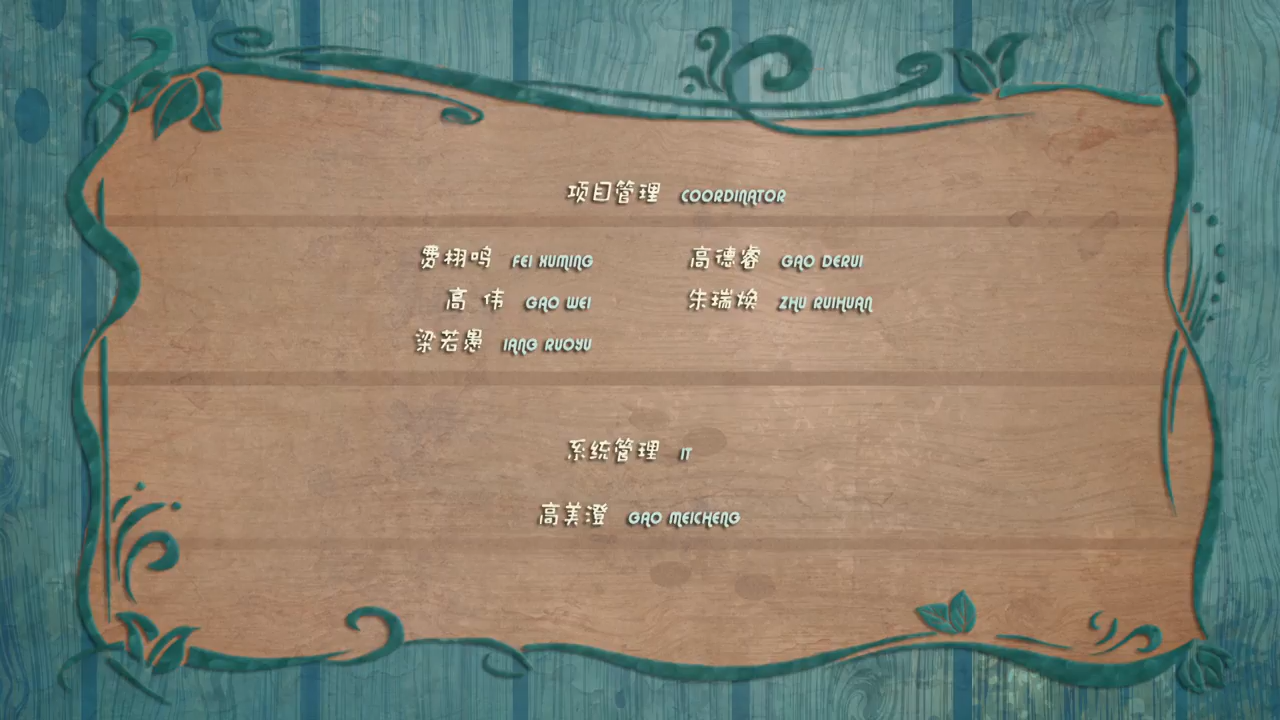 项目管理 COORDINATOR
费栩鸣 FEI XUMING 高德睿 GAO DERUI
高 伟 GAO WEI 朱瑞焕 ZHU RUIHUAN
梁若愚 IANG RUOYU
系统管理 IT
高美澄 GAO MEICHENG